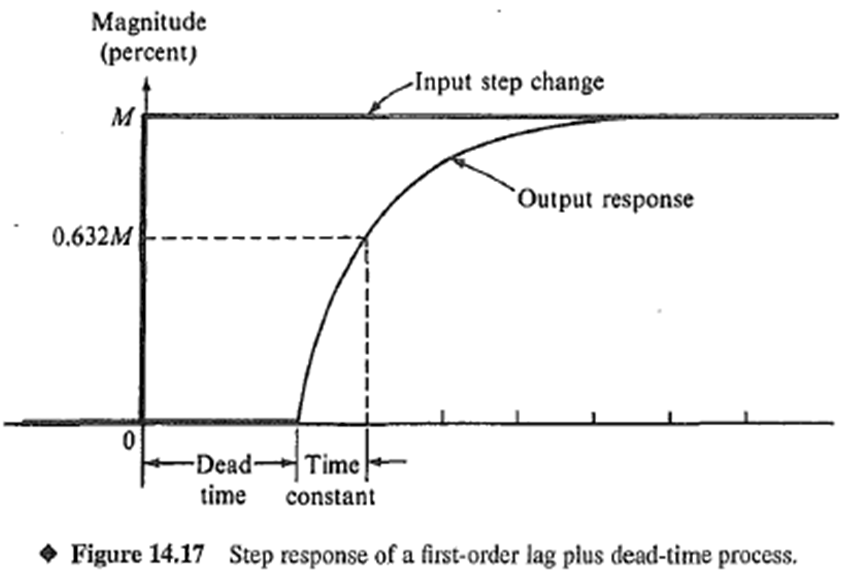 Magnitude
(percent)
Input step change
M
Output response
0.632M
0
Dead
time
Time
constant
◆ Figure 14.17 Step response of a first-order lag plus dead-time process.